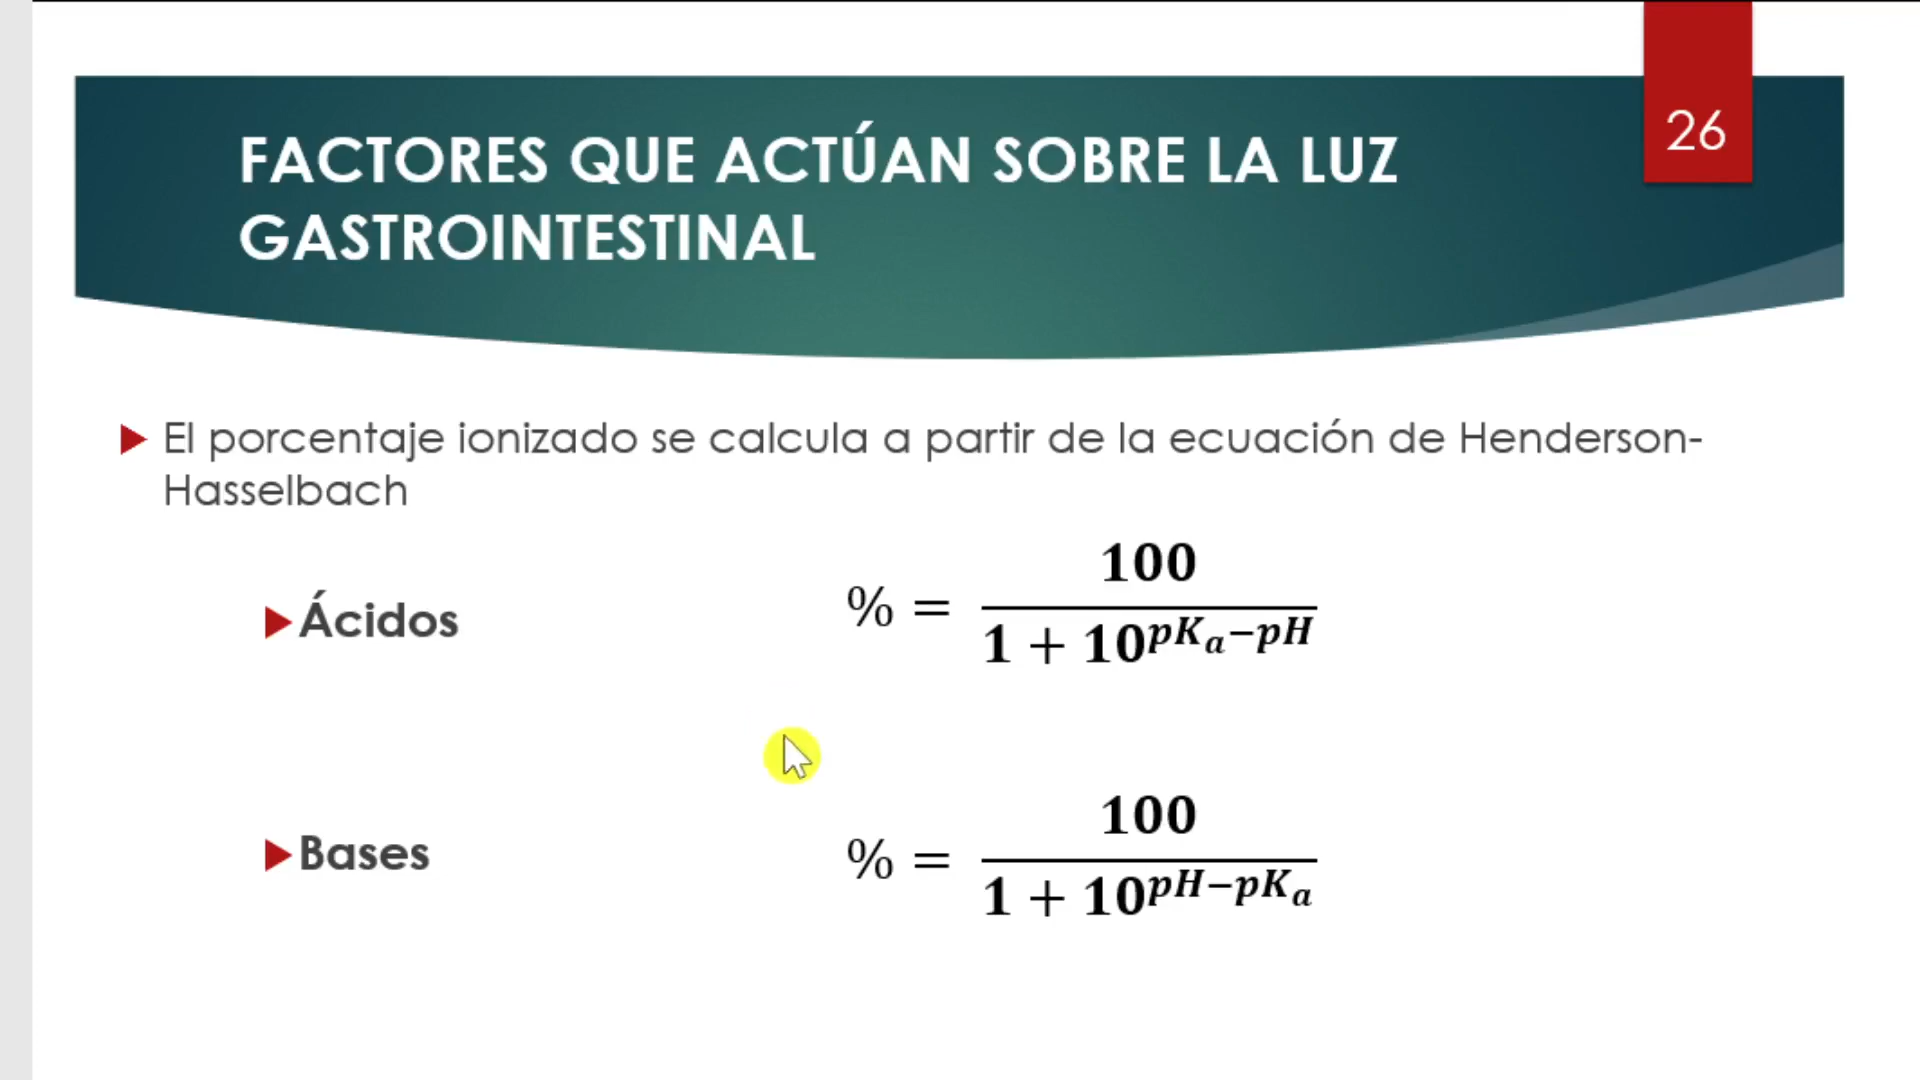 26
FACTORES QUE ACTÚAN SOBRE LA LUZ
GASTROINTESTINAL
El porcentaje ionizado se calcula a partir de la ecuación de Henderson-
Hasselbach
Ácidos
% = 100 / (1 + 10^(pKₐ−pH))
Bases
% = 100 / (1 + 10^(pH−pKₐ))